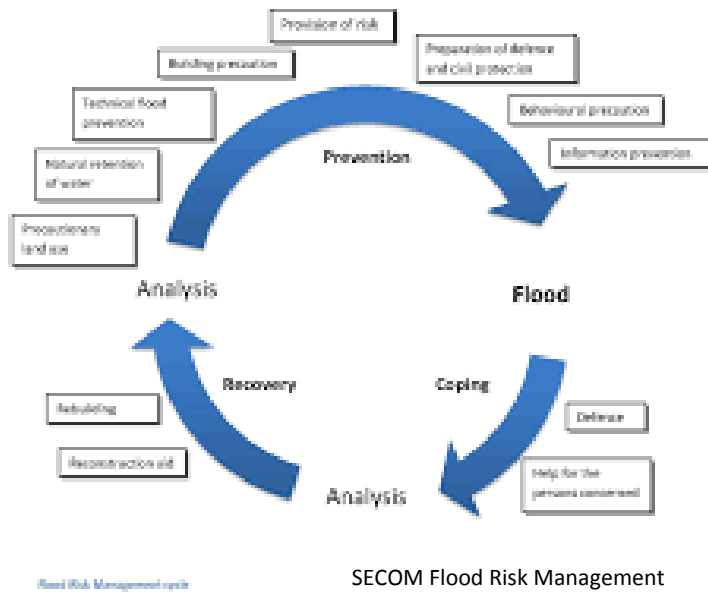 Provision of risk
Preparation of defence
and civil protection
Building precaution
Technical flood
prevention
Behavioural precaution
Prevention
Information prevention
Natural retention
of water
Precautionary
land use
Analysis
Flood
Recovery
Coping
Rebuilding
Defense
Reconstruction aid
Help for the
persons concerned
Analysis
Flood Risk Management cycle
SECOM Flood Risk Management